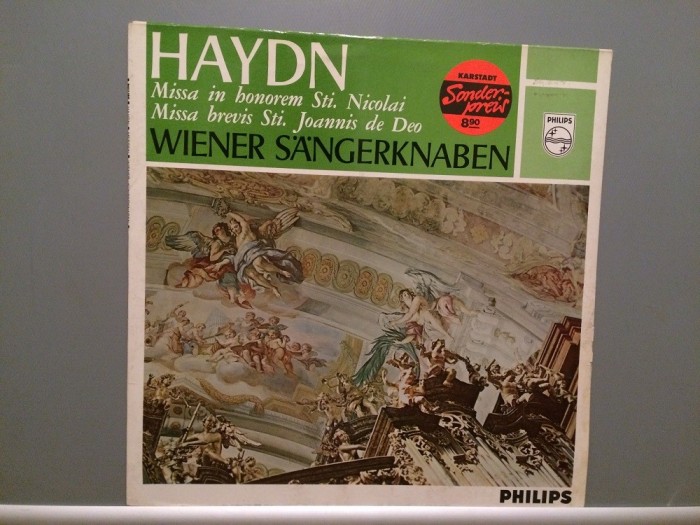 HAYDN
Missa in honorem Sti. Nicolai
Missa brevis Sti. Joannis de Deo
WIENER SÄNGERKNABEN
KARSTADT
Sonder-
preis
8.90
PHILIPS
PHILIPS